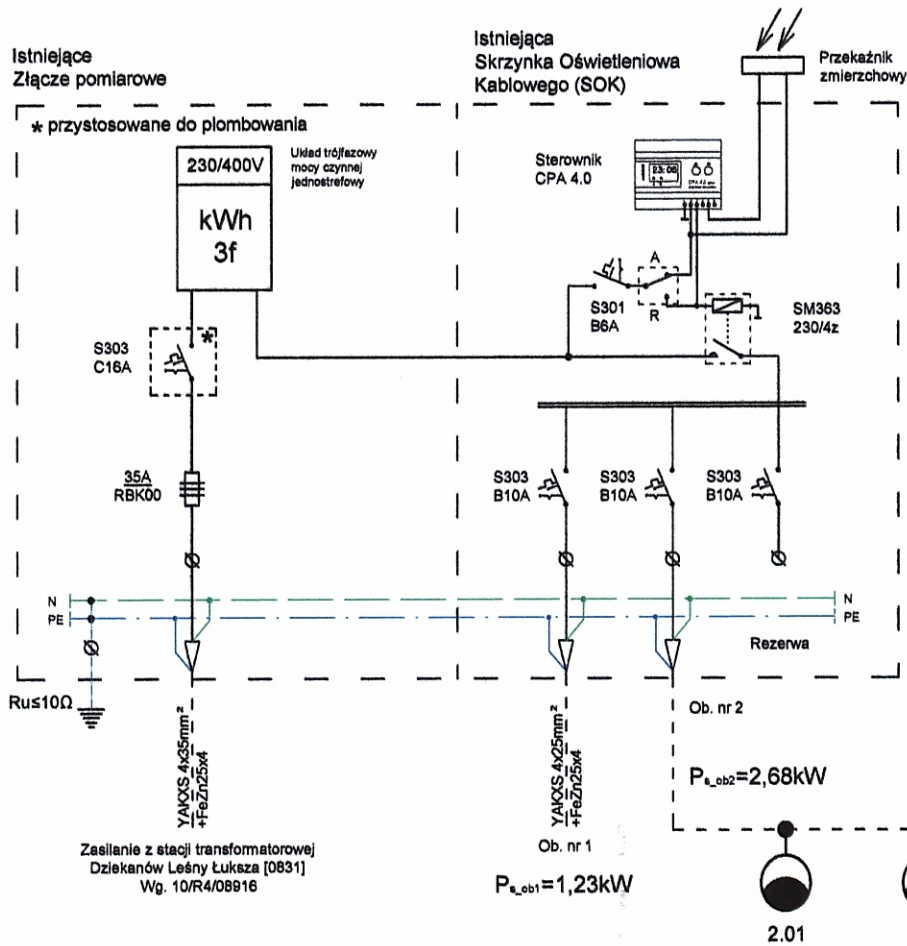 Istniejące
Złącze pomiarowe
* przystosowane do plombowania
230/400V
kWh
3f
Układ trójfazowy
mocy czynnej
jednostrefowy
S303
C16A
*
35A
RBK00
N
PE
Ru≤10Ω
YAKXS 4x35mm²
+FeZn25x4
Zasilanie z stacji transformatorowej
Dziekanów Leśny Łuksza [0831]
Wg. 10/R4/08916
Istniejąca
Skrzynka Oświetleniowa
Kablowego (SOK)
Przekaźnik
zmierzchowy
Sterownik
CPA 4.0
A
R
S301
B6A
SM363
230/4z
S303
B10A
S303
B10A
S303
B10A
N
PE
Rezerwa
YAKXS 4x25mm²
+FeZn25x4
Ob. nr 1
Ps_ob1=1,23kW
Ob. nr 2
Ps_ob2=2,68kW
2.01